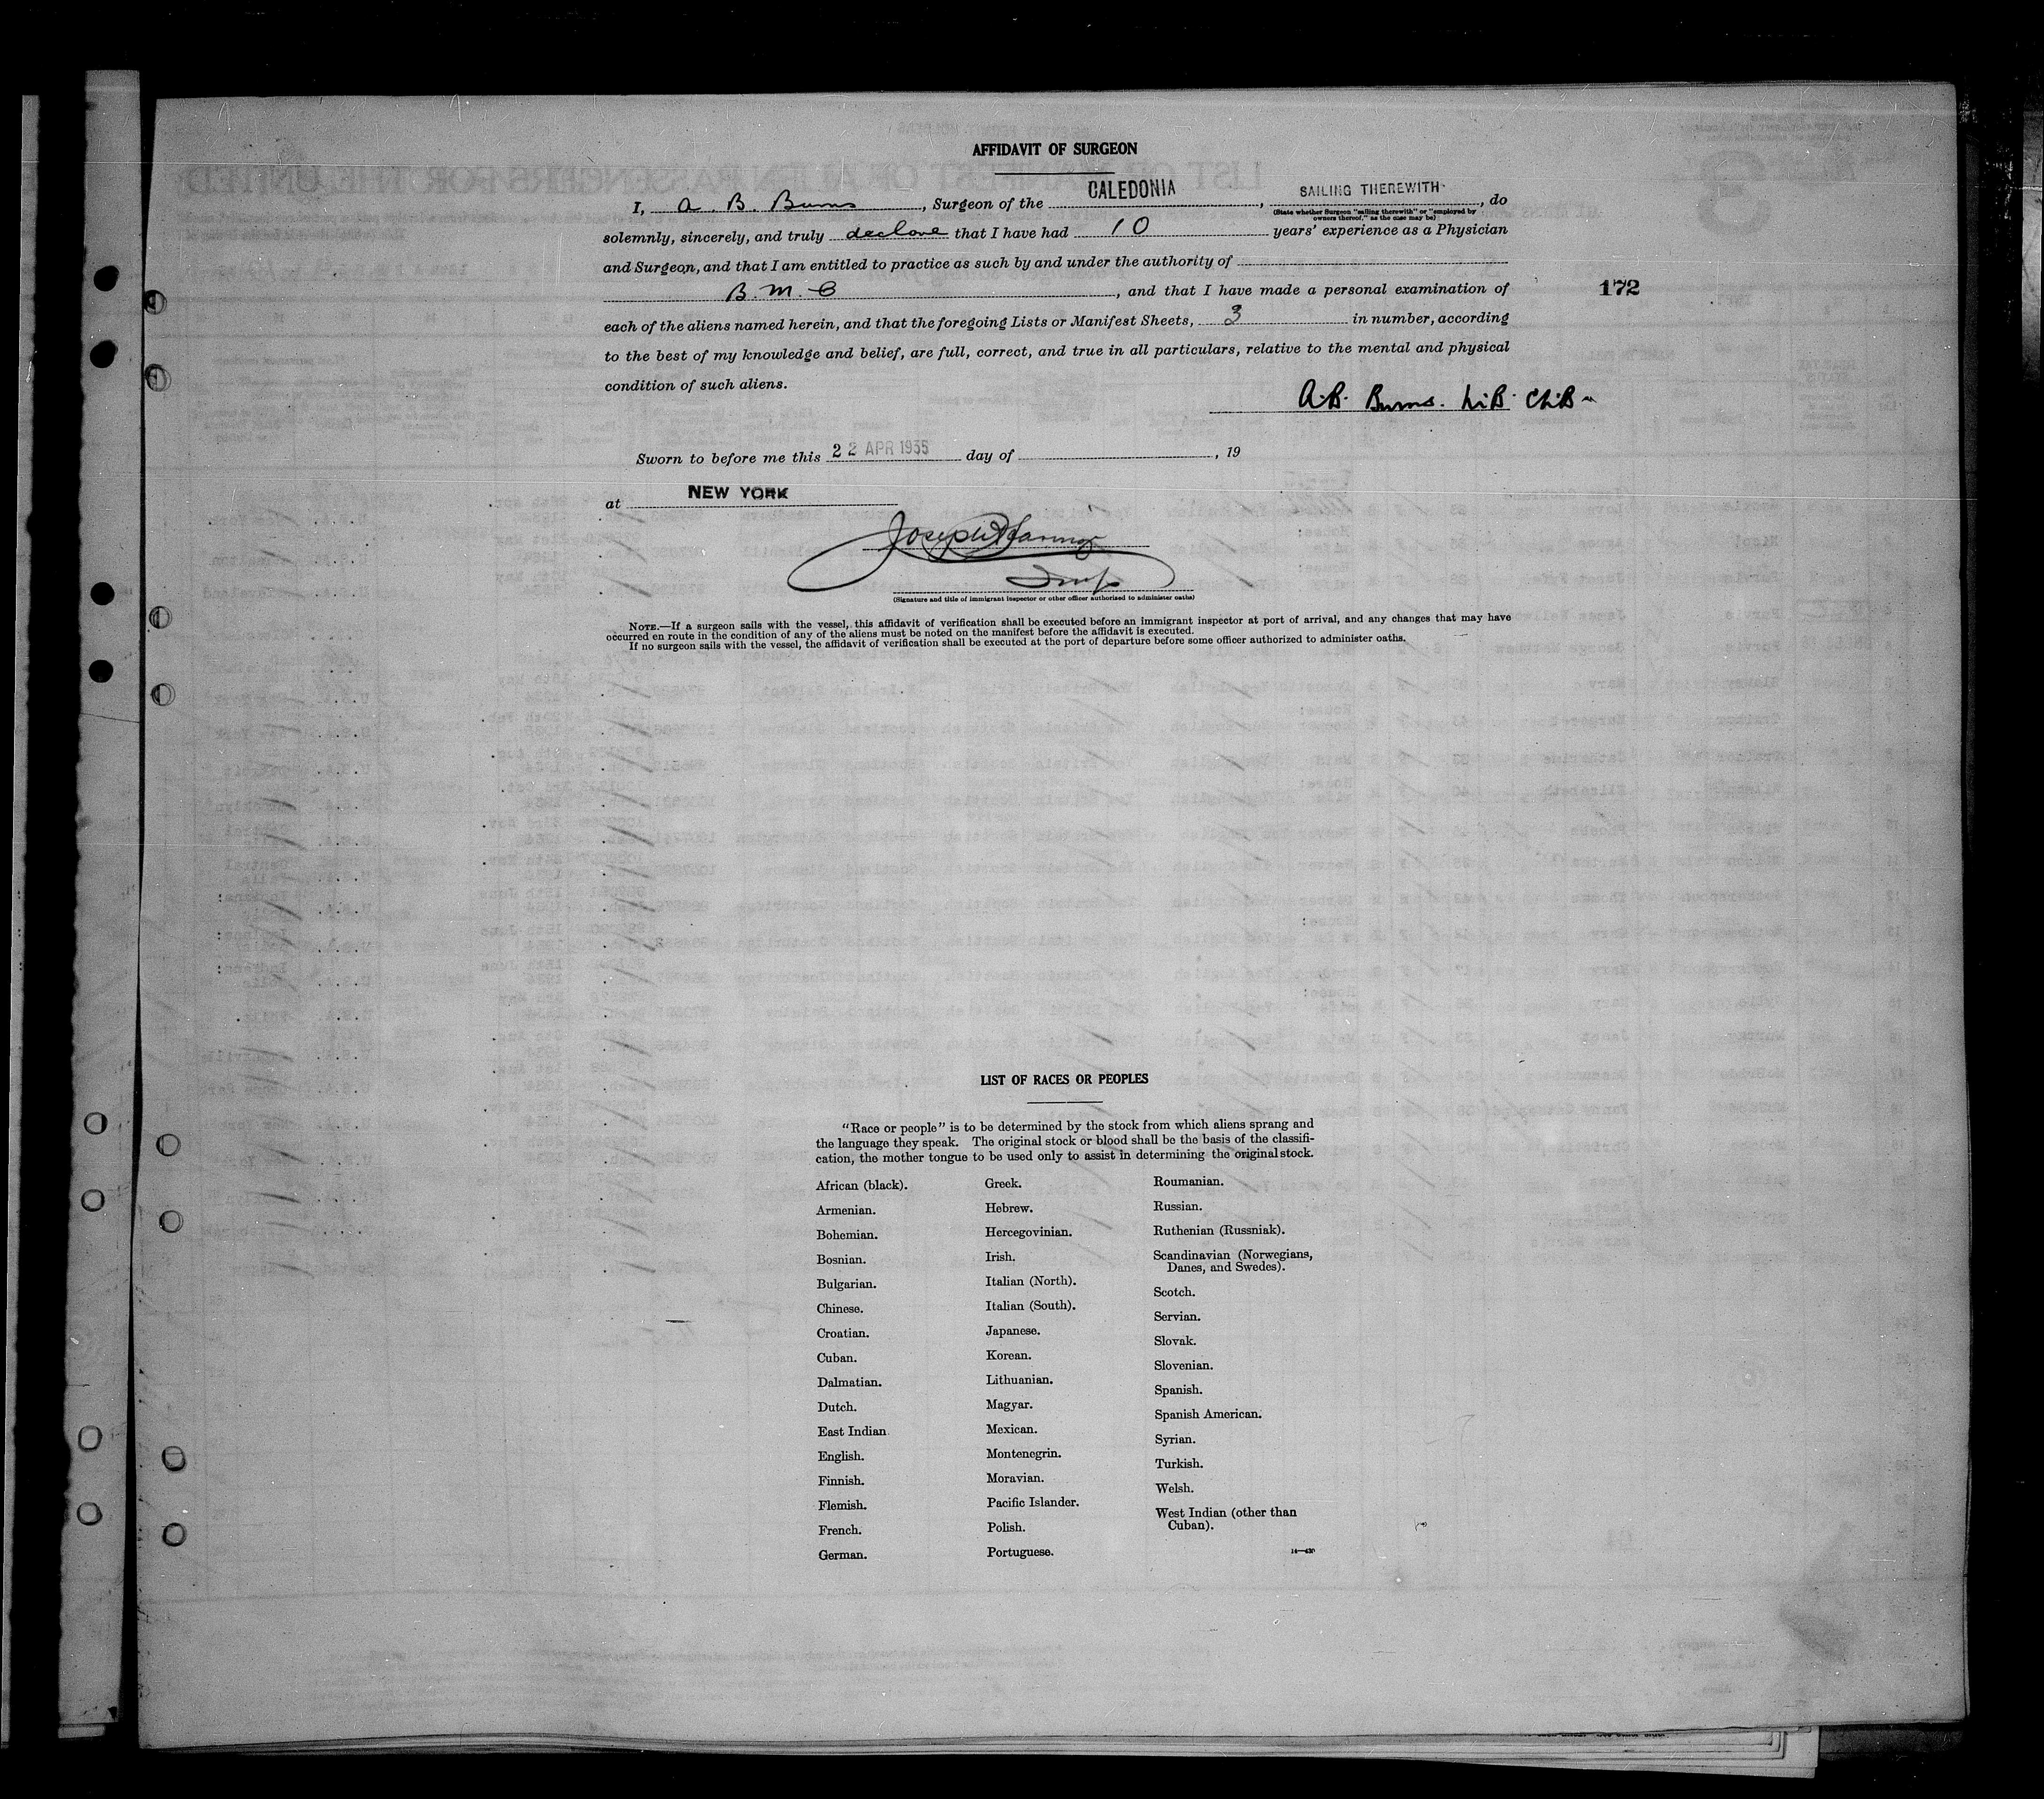 AFFIDAVIT OF SURGEON
I, A. B. Burns, Surgeon of the CALEDONIA, SAILING THEREWITH, do
(State whether Surgeon "sailing therewith" or "employed by
owners thereof," as the case may be)
solemnly, sincerely, and truly declare that I have had 10 years' experience as a Physician
and Surgeon, and that I am entitled to practice as such by and under the authority of
B. M. C, and that I have made a personal examination of
172
each of the aliens named herein, and that the foregoing Lists or Manifest Sheets, 3 in number, according
to the best of my knowledge and belief, are full, correct, and true in all particulars, relative to the mental and physical
condition of such aliens.
A.B. Burns. M.B. Ch.B
Sworn to before me this 22 APR 1935 day of , 19
at NEW YORK
Joseph
Insp
(Signature and title of immigrant inspector or other officer authorized to administer oaths)
NOTE.—If a surgeon sails with the vessel, this affidavit of verification shall be executed before an immigrant inspector at port of arrival, and any changes that may have
occurred en route in the condition of any of the aliens must be noted on the manifest before the affidavit is executed.
If no surgeon sails with the vessel, the affidavit of verification shall be executed at the port of departure before some officer authorized to administer oaths.
LIST OF RACES OR PEOPLES
"Race or people" is to be determined by the stock from which aliens sprang and
the language they speak. The original stock or blood shall be the basis of the classifi-
cation, the mother tongue to be used only to assist in determining the original stock.
African (black).
Armenian.
Bohemian.
Bosnian.
Bulgarian.
Chinese.
Croatian.
Cuban.
Dalmatian.
Dutch.
East Indian
English.
Finnish.
Flemish.
French.
German.
Greek.
Hebrew.
Hercegovinian.
Irish.
Italian (North).
Italian (South).
Japanese.
Korean.
Lithuanian.
Magyar.
Mexican.
Montenegrin.
Moravian.
Pacific Islander.
Polish.
Portuguese.
Roumanian.
Russian.
Ruthenian (Russniak).
Scandinavian (Norwegians,
Danes, and Swedes).
Scotch.
Servian.
Slovak.
Slovenian.
Spanish.
Spanish American.
Syrian.
Turkish.
Welsh.
West Indian (other than
Cuban).